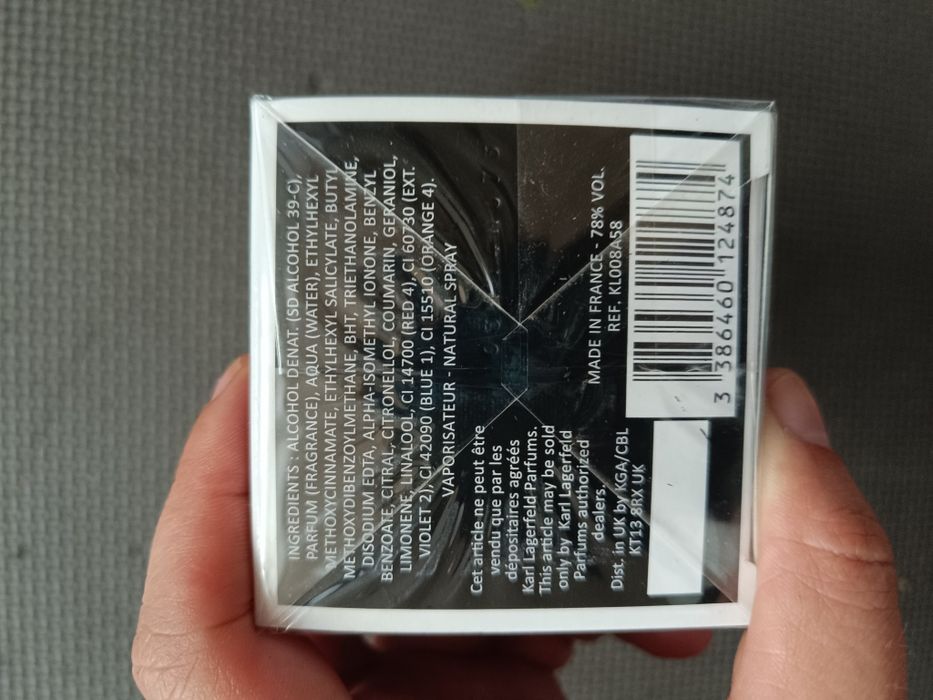 INGREDIENTS - ALCOHOL DENAT. (SD ALCOHOL 39-C),
PARFUM (FRAGRANCE), AQUA (WATER), ETHYLHEXYL
METHOXYCINNAMATE, ETHYLHEXYL SALICYLATE, BUTYL
METHOXYDIBENZOYLMETHANE, BHT, TRIETHANOLAMINE,
DISODIUM EDTA, ALPHA-ISOMETHYL IONONE, BENZYL
BENZOATE, CITRAL, CITRONELLOL, COUMARIN, GERANIOL,
LIMONENE, LINALOOL, CI 14700 (RED 4), CI 60730 (EXT.
VIOLET 2), CI 42090 (BLUE 1), CI 15510 (ORANGE 4).
VAPORISATEUR - NATURAL SPRAY
Cet article ne peut être
vendu que par les
dépositaires agréés
Karl Lagerfeld Parfums.
This article may be sold
only by Karl Lagerfeld
Parfums authorized
dealers.
Dist. in UK by KGA/CBL
KT13 8RX UK
MADE IN FRANCE - 78% VOL.
REF. KL008A58
3 386460 124874